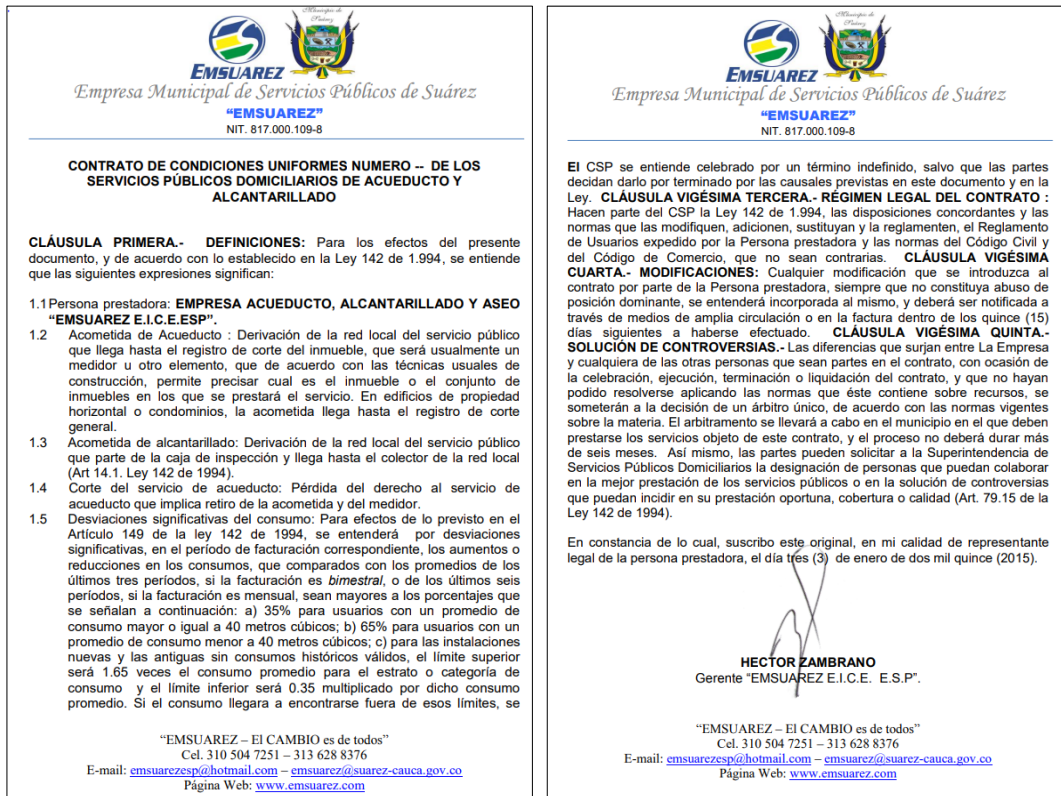 Municipio de
Suárez
EMSUAREZ
Empresa Municipal de Servicios Públicos de Suárez
“EMSUAREZ”
NIT. 817.000.109-8
CONTRATO DE CONDICIONES UNIFORMES NUMERO -- DE LOS
SERVICIOS PÚBLICOS DOMICILIARIOS DE ACUEDUCTO Y
ALCANTARILLADO
CLÁUSULA PRIMERA.- DEFINICIONES: Para los efectos del presente
documento, y de acuerdo con lo establecido en la Ley 142 de 1.994, se entiende
que las siguientes expresiones significan:
1.1 Persona prestadora: EMPRESA ACUEDUCTO, ALCANTARILLADO Y ASEO
“EMSUAREZ E.I.C.E.ESP”.
1.2 Acometida de Acueducto : Derivación de la red local del servicio público
que llega hasta el registro de corte del inmueble, que será usualmente un
medidor u otro elemento, que de acuerdo con las técnicas usuales de
construcción, permite precisar cual es el inmueble o el conjunto de
inmuebles en los que se prestará el servicio. En edificios de propiedad
horizontal o condominios, la acometida llega hasta el registro de corte
general.
1.3 Acometida de alcantarillado: Derivación de la red local del servicio público
que parte de la caja de inspección y llega hasta el colector de la red local
(Art 14.1. Ley 142 de 1994).
1.4 Corte del servicio de acueducto: Pérdida del derecho al servicio de
acueducto que implica retiro de la acometida y del medidor.
1.5 Desviaciones significativas del consumo: Para efectos de lo previsto en el
Artículo 149 de la ley 142 de 1994, se entenderá por desviaciones
significativas, en el período de facturación correspondiente, los aumentos o
reducciones en los consumos, que comparados con los promedios de los
últimos tres períodos, si la facturación es bimestral, o de los últimos seis
períodos, si la facturación es mensual, sean mayores a los porcentajes que
se señalan a continuación: a) 35% para usuarios con un promedio de
consumo mayor o igual a 40 metros cúbicos; b) 65% para usuarios con un
promedio de consumo menor a 40 metros cúbicos; c) para las instalaciones
nuevas y las antiguas sin consumos históricos válidos, el límite superior
será 1.65 veces el consumo promedio para el estrato o categoría de
consumo y el límite inferior será 0.35 multiplicado por dicho consumo
promedio. Si el consumo llegara a encontrarse fuera de esos límites, se
“EMSUAREZ – El CAMBIO es de todos”
Cel. 310 504 7251 – 313 628 8376
E-mail: emsuarezesp@hotmail.com – emsuarez@suarez-cauca.gov.co
Página Web: www.emsuarez.com
Municipio de
Suárez
EMSUAREZ
Empresa Municipal de Servicios Públicos de Suárez
“EMSUAREZ”
NIT. 817.000.109-8
El CSP se entiende celebrado por un término indefinido, salvo que las partes
decidan darlo por terminado por las causales previstas en este documento y en la
Ley. CLÁUSULA VIGÉSIMA TERCERA.- RÉGIMEN LEGAL DEL CONTRATO :
Hacen parte del CSP la Ley 142 de 1.994, las disposiciones concordantes y las
normas que las modifiquen, adicionen, sustituyan y la reglamenten, el Reglamento
de Usuarios expedido por la Persona prestadora y las normas del Código Civil y
del Código de Comercio, que no sean contrarias. CLÁUSULA VIGÉSIMA
CUARTA.- MODIFICACIONES: Cualquier modificación que se introduzca al
contrato por parte de la Persona prestadora, siempre que no constituya abuso de
posición dominante, se entenderá incorporada al mismo, y deberá ser notificada a
través de medios de amplia circulación o en la factura dentro de los quince (15)
días siguientes a haberse efectuado. CLÁUSULA VIGÉSIMA QUINTA.-
SOLUCIÓN DE CONTROVERSIAS.- Las diferencias que surjan entre La Empresa
y cualquiera de las otras personas que sean partes en el contrato, con ocasión de
la celebración, ejecución, terminación o liquidación del contrato, y que no hayan
podido resolverse aplicando las normas que éste contiene sobre recursos, se
someterán a la decisión de un árbitro único, de acuerdo con las normas vigentes
sobre la materia. El arbitramento se llevará a cabo en el municipio en el que deben
prestarse los servicios objeto de este contrato, y el proceso no deberá durar más
de seis meses. Así mismo, las partes pueden solicitar a la Superintendencia de
Servicios Públicos Domiciliarios la designación de personas que puedan colaborar
en la mejor prestación de los servicios públicos o en la solución de controversias
que puedan incidir en su prestación oportuna, cobertura o calidad (Art. 79.15 de la
Ley 142 de 1994).
En constancia de lo cual, suscribo este original, en mi calidad de representante
legal de la persona prestadora, el día tres (3) de enero de dos mil quince (2015).
HECTOR ZAMBRANO
Gerente “EMSUAREZ E.I.C.E. E.S.P”.
“EMSUAREZ – El CAMBIO es de todos”
Cel. 310 504 7251 – 313 628 8376
E-mail: emsuarezesp@hotmail.com – emsuarez@suarez-cauca.gov.co
Página Web: www.emsuarez.com